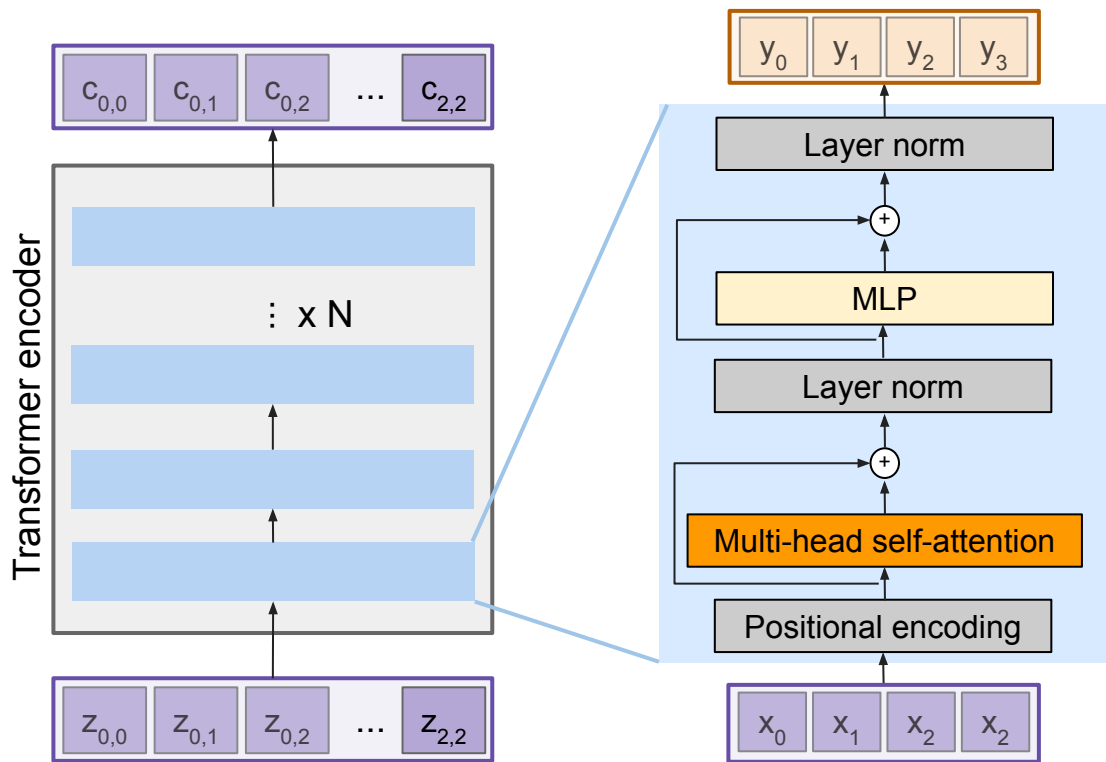 c0,0 c0,1 c0,2 ... c2,2
Transformer encoder
⋮ x N
z0,0 z0,1 z0,2 ... z2,2
y0 y1 y2 y3
Layer norm
+
MLP
Layer norm
+
Multi-head self-attention
Positional encoding
x0 x1 x2 x2